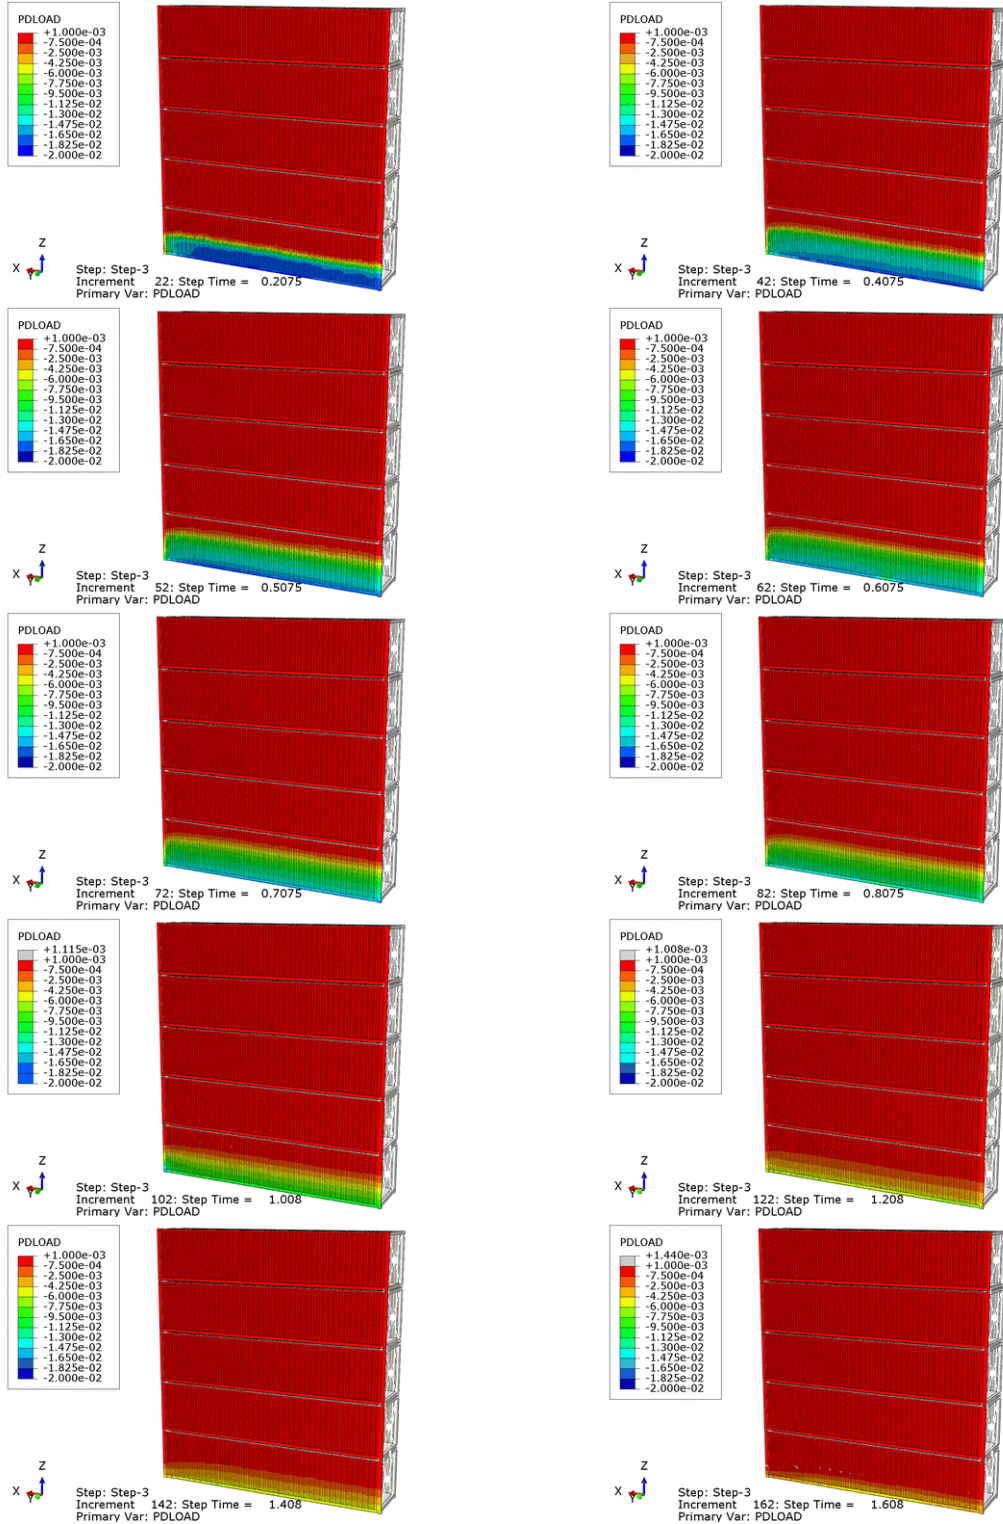 PDLOAD
+1.000e-03
-7.500e-04
-2.500e-03
-4.250e-03
-6.000e-03
-7.750e-03
-9.500e-03
-1.125e-02
-1.300e-02
-1.475e-02
-1.650e-02
-1.825e-02
-2.000e-02
Z
X
Y
Step: Step-3
Increment 22: Step Time = 0.2075
Primary Var: PDLOAD
PDLOAD
+1.000e-03
-7.500e-04
-2.500e-03
-4.250e-03
-6.000e-03
-7.750e-03
-9.500e-03
-1.125e-02
-1.300e-02
-1.475e-02
-1.650e-02
-1.825e-02
-2.000e-02
Z
X
Y
Step: Step-3
Increment 42: Step Time = 0.4075
Primary Var: PDLOAD
PDLOAD
+1.000e-03
-7.500e-04
-2.500e-03
-4.250e-03
-6.000e-03
-7.750e-03
-9.500e-03
-1.125e-02
-1.300e-02
-1.475e-02
-1.650e-02
-1.825e-02
-2.000e-02
Z
X
Y
Step: Step-3
Increment 52: Step Time = 0.5075
Primary Var: PDLOAD
PDLOAD
+1.000e-03
-7.500e-04
-2.500e-03
-4.250e-03
-6.000e-03
-7.750e-03
-9.500e-03
-1.125e-02
-1.300e-02
-1.475e-02
-1.650e-02
-1.825e-02
-2.000e-02
Z
X
Y
Step: Step-3
Increment 62: Step Time = 0.6075
Primary Var: PDLOAD
PDLOAD
+1.000e-03
-7.500e-04
-2.500e-03
-4.250e-03
-6.000e-03
-7.750e-03
-9.500e-03
-1.125e-02
-1.300e-02
-1.475e-02
-1.650e-02
-1.825e-02
-2.000e-02
Z
X
Y
Step: Step-3
Increment 72: Step Time = 0.7075
Primary Var: PDLOAD
PDLOAD
+1.000e-03
-7.500e-04
-2.500e-03
-4.250e-03
-6.000e-03
-7.750e-03
-9.500e-03
-1.125e-02
-1.300e-02
-1.475e-02
-1.650e-02
-1.825e-02
-2.000e-02
Z
X
Y
Step: Step-3
Increment 82: Step Time = 0.8075
Primary Var: PDLOAD
PDLOAD
+1.115e-03
+1.000e-03
-7.500e-04
-2.500e-03
-4.250e-03
-6.000e-03
-7.750e-03
-9.500e-03
-1.125e-02
-1.300e-02
-1.475e-02
-1.650e-02
-1.825e-02
-2.000e-02
Z
X
Y
Step: Step-3
Increment 102: Step Time = 1.008
Primary Var: PDLOAD
PDLOAD
+1.008e-03
+1.000e-03
-7.500e-04
-2.500e-03
-4.250e-03
-6.000e-03
-7.750e-03
-9.500e-03
-1.125e-02
-1.300e-02
-1.475e-02
-1.650e-02
-1.825e-02
-2.000e-02
Z
X
Y
Step: Step-3
Increment 122: Step Time = 1.208
Primary Var: PDLOAD
PDLOAD
+1.000e-03
-7.500e-04
-2.500e-03
-4.250e-03
-6.000e-03
-7.750e-03
-9.500e-03
-1.125e-02
-1.300e-02
-1.475e-02
-1.650e-02
-1.825e-02
-2.000e-02
Z
X
Y
Step: Step-3
Increment 142: Step Time = 1.408
Primary Var: PDLOAD
PDLOAD
+1.440e-03
+1.000e-03
-7.500e-04
-2.500e-03
-4.250e-03
-6.000e-03
-7.750e-03
-9.500e-03
-1.125e-02
-1.300e-02
-1.475e-02
-1.650e-02
-1.825e-02
-2.000e-02
Z
X
Y
Step: Step-3
Increment 162: Step Time = 1.608
Primary Var: PDLOAD